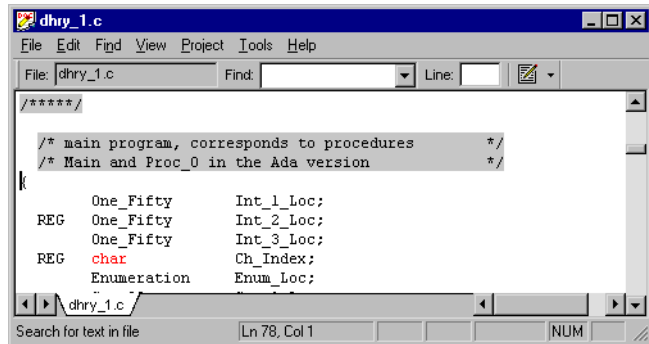 dhry_1.c
File Edit Find View Project Tools Help
File: dhry_1.c Find: Line:
/*****/
/* main program, corresponds to procedures */
/* Main and Proc_0 in the Ada version */
{
One_Fifty Int_1_Loc;
REG One_Fifty Int_2_Loc;
One_Fifty Int_3_Loc;
REG char Ch_Index;
Enumeration Enum_Loc;
dhry_1.c
Search for text in file Ln 78, Col 1 NUM